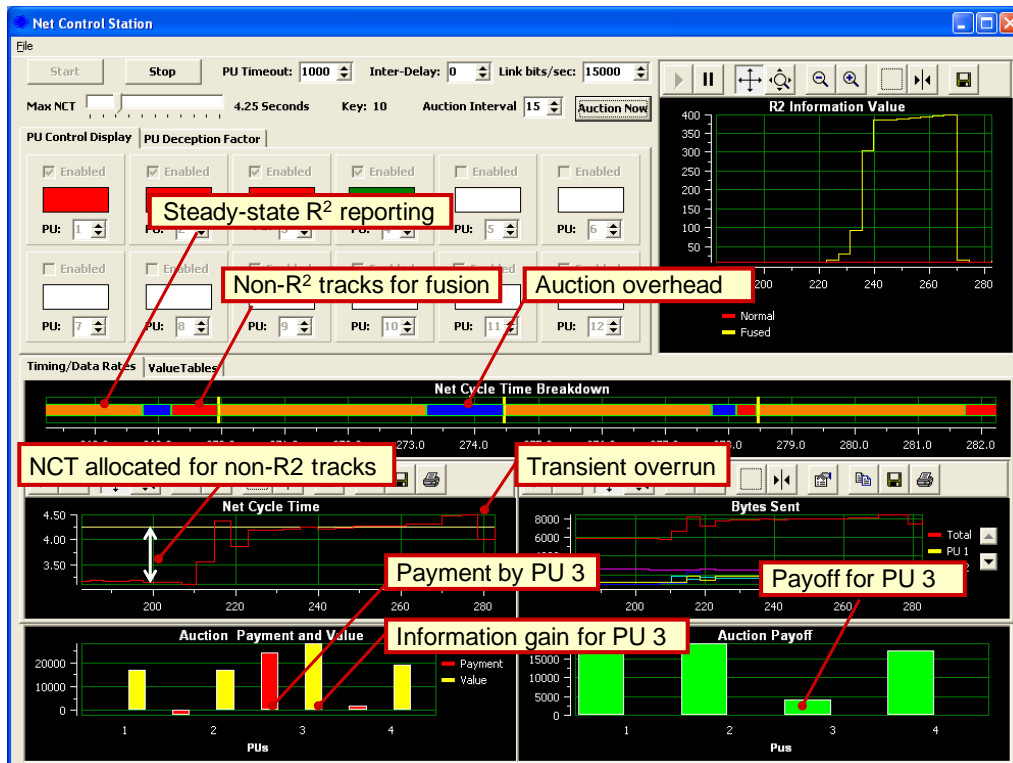 Net Control Station
File
Start Stop PU Timeout: 1000 Inter-Delay: 0 Link bits/sec: 15000
Max NCT 4.25 Seconds Key: 10 Auction Interval 15 Auction Now
PU Control Display PU Deception Factor
Enabled Enabled Enabled Enabled Enabled Enabled
Steady-state R² reporting
PU: 1 PU: 2 3 4 PU: 5 PU: 6
Enabled Enabled
Non-R² tracks for fusion
Auction overhead
PU: 7 PU: 8 PU: 9 PU: 10 PU: 11 PU: 12
R2 Information Value
400
350
300
250
200
150
100
50
200 220 240 260 280
Normal
Fused
Timing/Data Rates ValueTables
Net Cycle Time Breakdown
273.0 274.0 279.0 280.0 281.0 282.0
NCT allocated for non-R2 tracks
Transient overrun
Net Cycle Time
4.50
4.00
3.50
200 220 240 260 280
Bytes Sent
8000
6000
Total
PU 1
200 220 240 260 280
Payment by PU 3
Payoff for PU 3
Auction Payment and Value
Information gain for PU 3
20000
10000
0
Payment
Value
1 2 3 4
PUs
Auction Payoff
15000
10000
5000
0
1 2 3 4
Pus